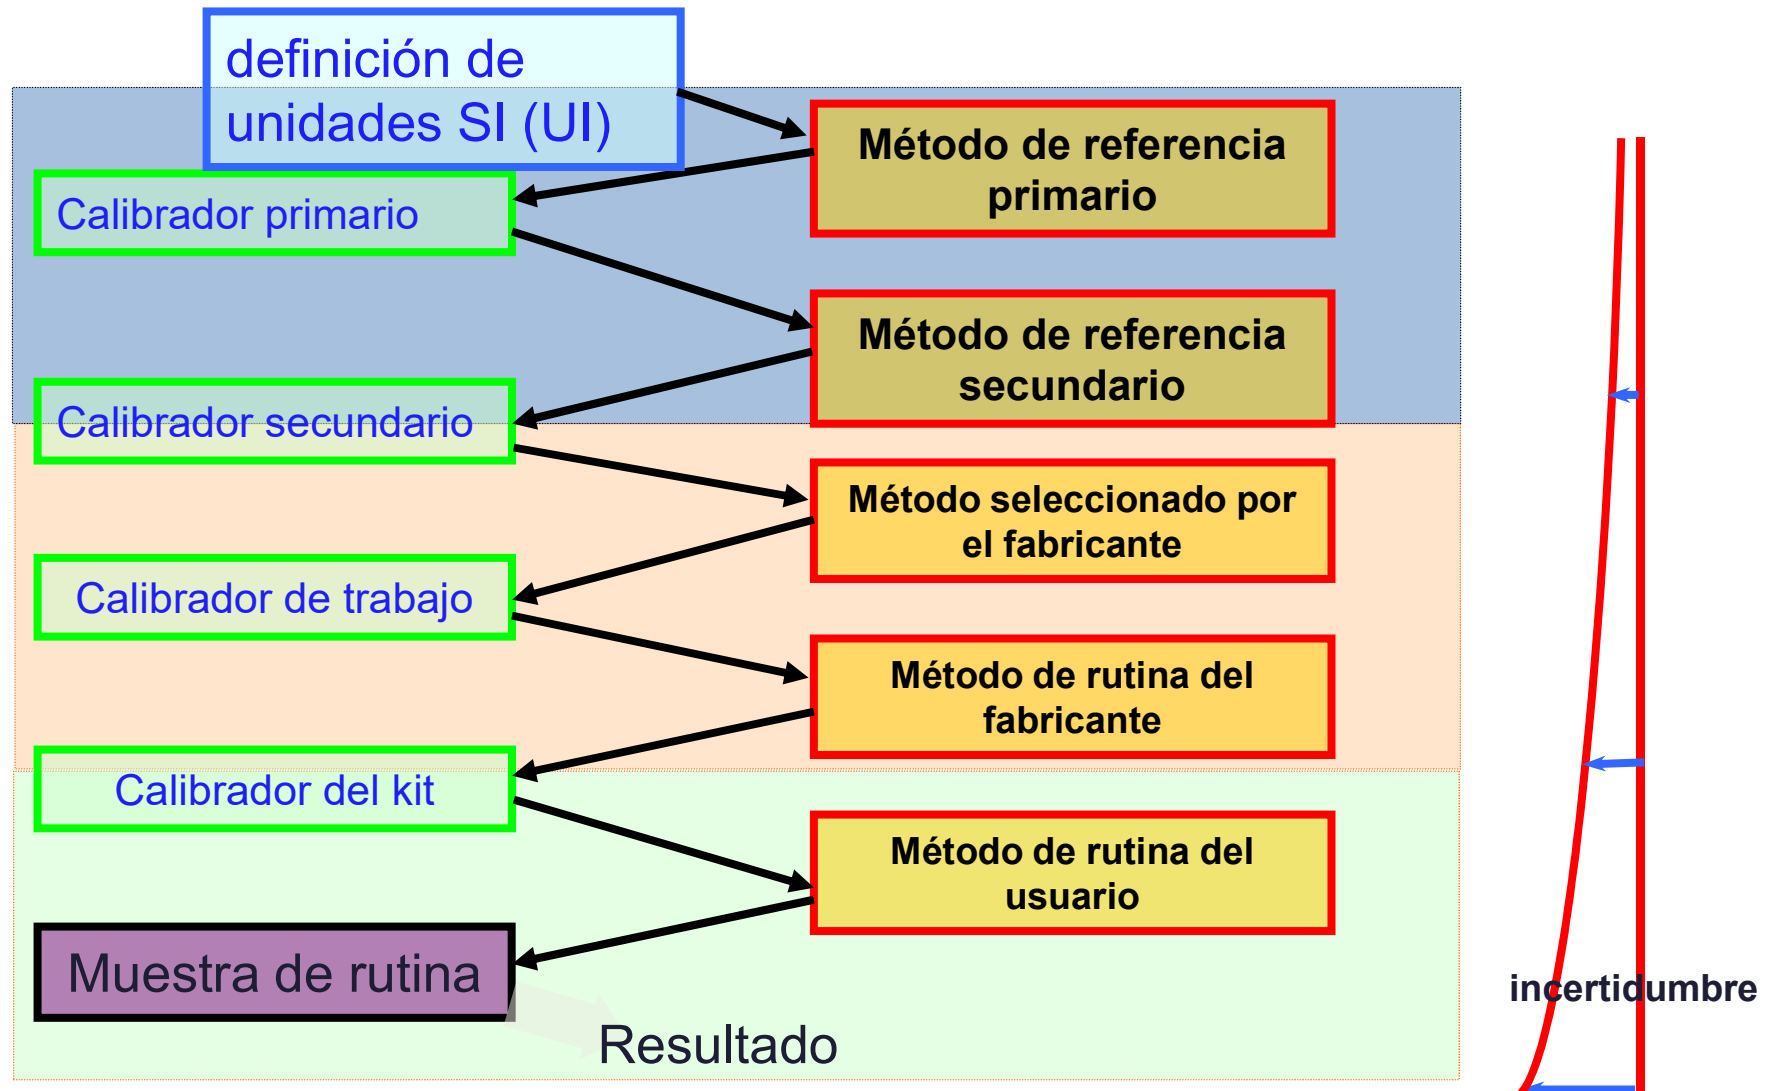 definición de
unidades SI (UI)
Método de referencia
primario
Calibrador primario
Método de referencia
secundario
Calibrador secundario
Método seleccionado por
el fabricante
Calibrador de trabajo
Método de rutina del
fabricante
Calibrador del kit
Método de rutina del
usuario
Muestra de rutina
incertidumbre
Resultado